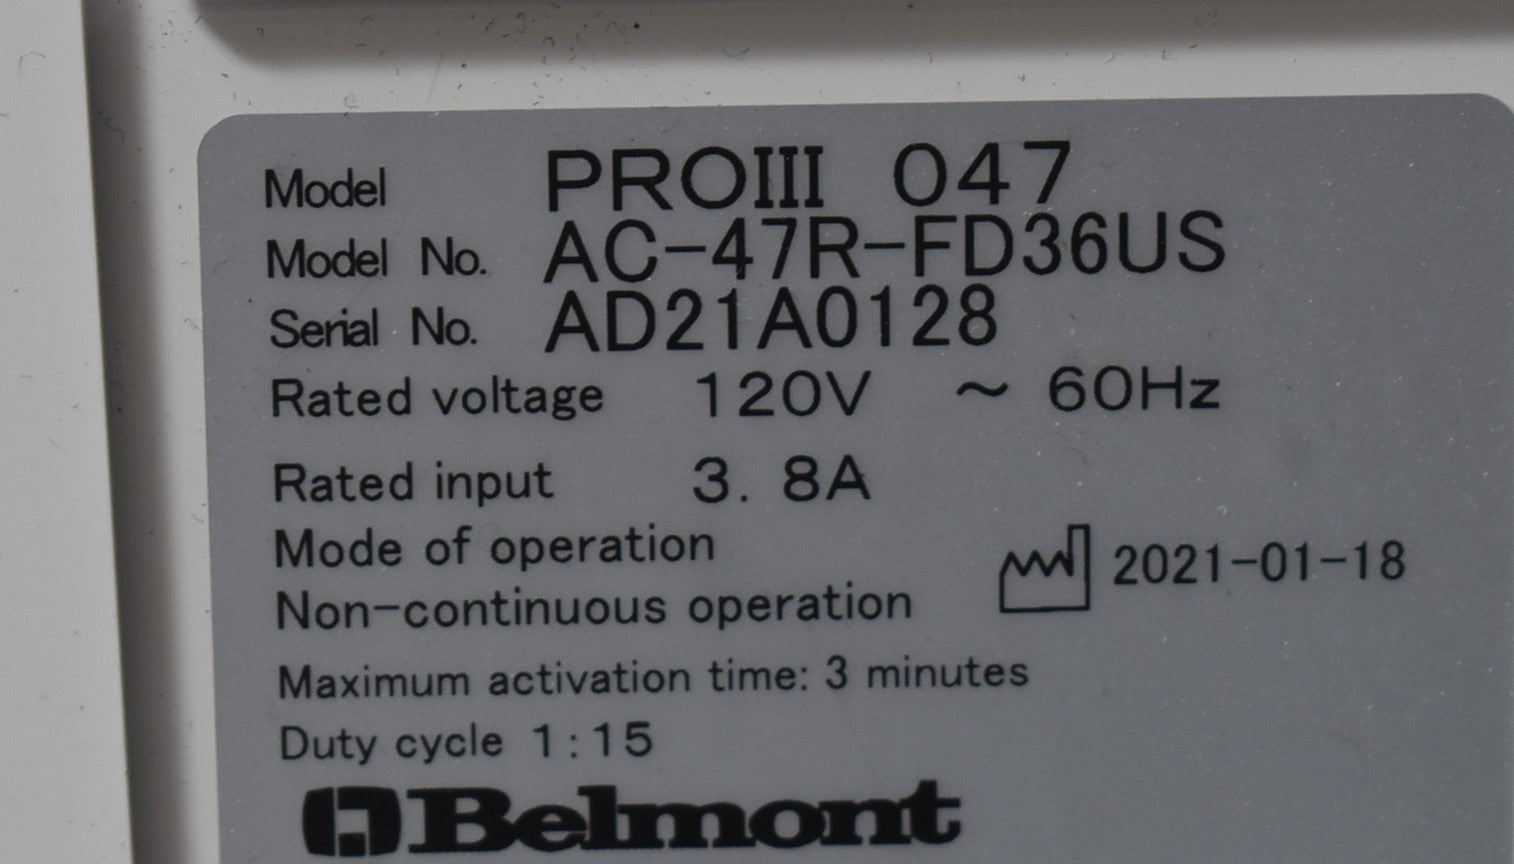 Model PROIII 047
Model No. AC-47R-FD36US
Serial No. AD21A0128
Rated voltage 120V ～ 60Hz
Rated input 3. 8A
Mode of operation
Non-continuous operation
2021-01-18
Maximum activation time: 3 minutes
Duty cycle 1:15
Belmont